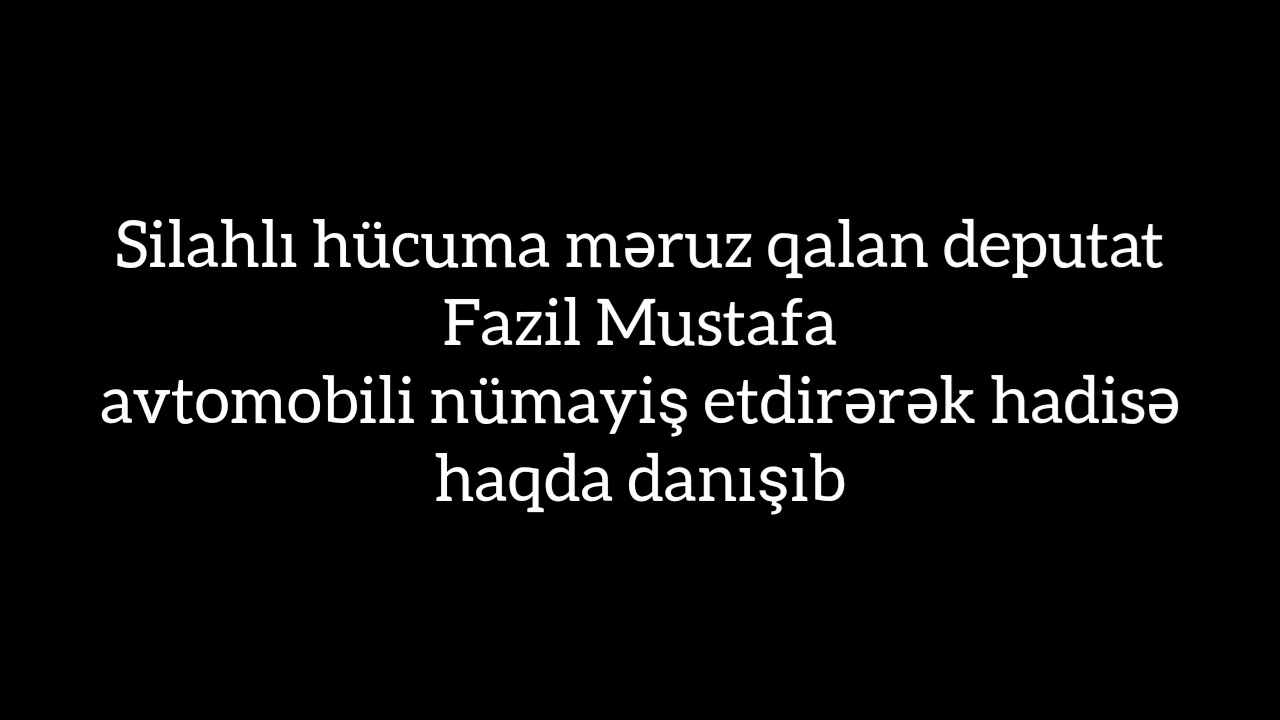 Silahlı hücuma məruz qalan deputat
Fazil Mustafa
avtomobili nümayiş etdirərək hadisə
haqda danışıb